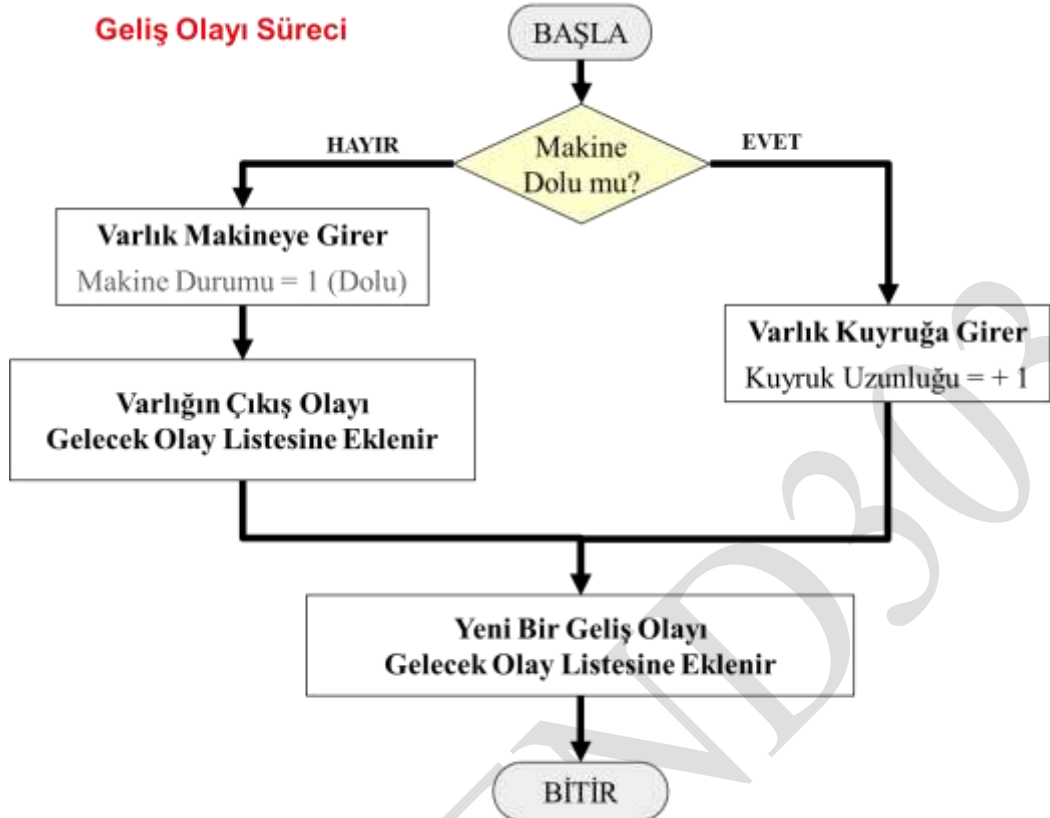 Geliş Olayı Süreci
BAŞLA
Makine
Dolu mu?
HAYIR
EVET
Varlık Makineye Girer
Makine Durumu = 1 (Dolu)
Varlığın Çıkış Olayı
Gelecek Olay Listesine Eklenir
Varlık Kuyruğa Girer
Kuyruk Uzunluğu = + 1
Yeni Bir Geliş Olayı
Gelecek Olay Listesine Eklenir
BİTİR